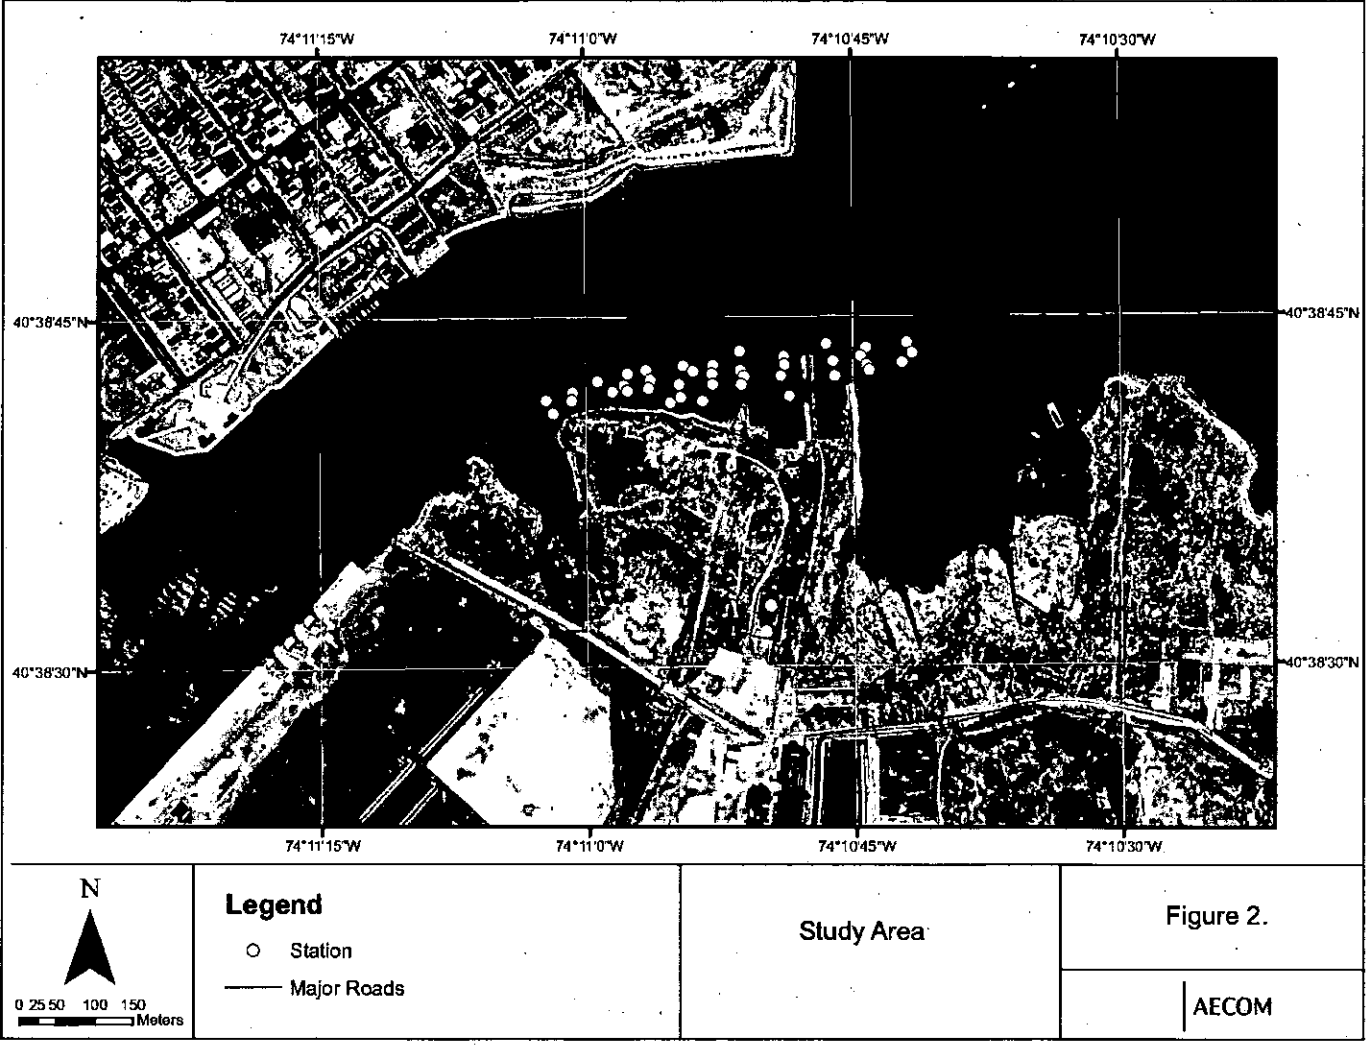 74°11'15"W 74°11'0"W 74°10'45"W 74°10'30"W
40°38'45"N 40°38'45"N
40°38'30"N 40°38'30"N
74°11'15"W 74°11'0"W 74°10'45"W 74°10'30"W
N
0 25 50 100 150
Meters
Legend
Station
Major Roads
Study Area
Figure 2.
AECOM